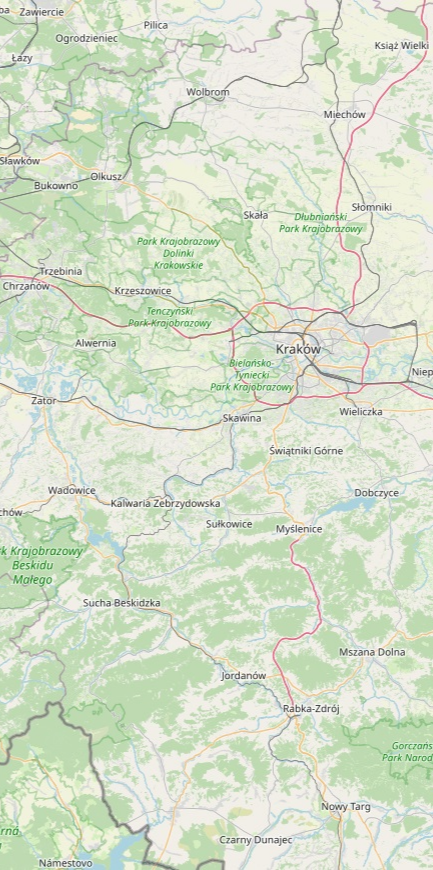 Zawiercie
Pilica
Ogrodzieniec
Książ Wielki
Łazy
Wolbrom
Miechów
Sławków
Olkusz
Bukowno
Słomniki
Skała
Dłubniański
Park Krajobrazowy
Park Krajobrazowy
Dolinki
Krakowskie
Trzebinia
Chrzanów
Krzeszowice
Tenczyński
Park Krajobrazowy
Alwernia
Kraków
Bielańsko-
Tyniecki
Park Krajobrazowy
Niep
Zator
Wieliczka
Skawina
Świątniki Górne
Wadowice
Dobczyce
Kalwaria Zebrzydowska
chów
Sułkowice
Myślenice
k Krajobrazowy
Beskidu
Małego
Sucha Beskidzka
Mszana Dolna
Jordanów
Rabka-Zdrój
Gorczańs
Park Narod
Nowy Targ
rná
a
Czarny Dunajec
Námestovo